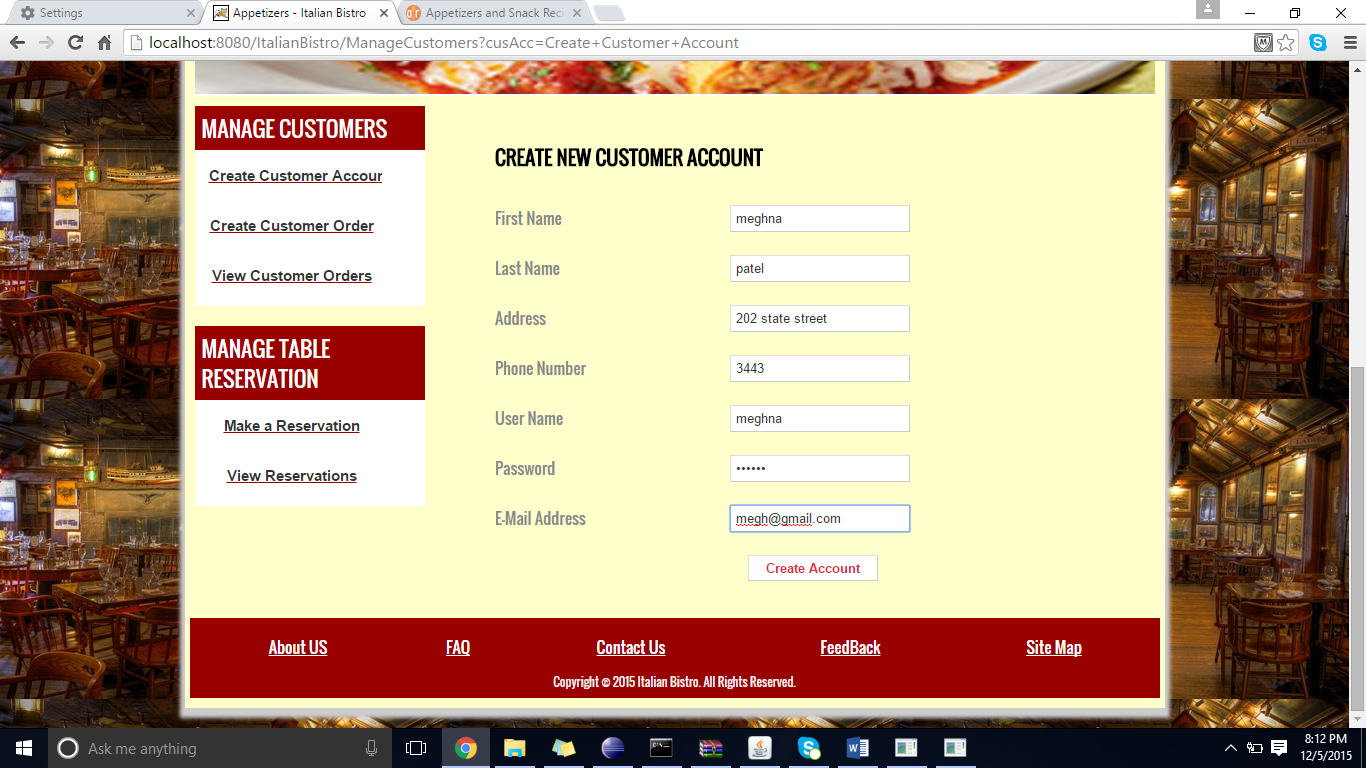 Settings
Appetizers - Italian Bistro
Appetizers and Snack Reci
localhost:8080/ItalianBistro/ManageCustomers?cusAcc=Create+Customer+Account
MANAGE CUSTOMERS
Create Customer Accour
Create Customer Order
View Customer Orders
MANAGE TABLE
RESERVATION
Make a Reservation
View Reservations
CREATE NEW CUSTOMER ACCOUNT
First Name meghna
Last Name patel
Address 202 state street
Phone Number 3443
User Name meghna
Password ••••••
E-Mail Address megh@gmail.com
Create Account
About US FAQ Contact Us FeedBack Site Map
Copyright © 2015 Italian Bistro. All Rights Reserved.
Ask me anything
8:12 PM
12/5/2015